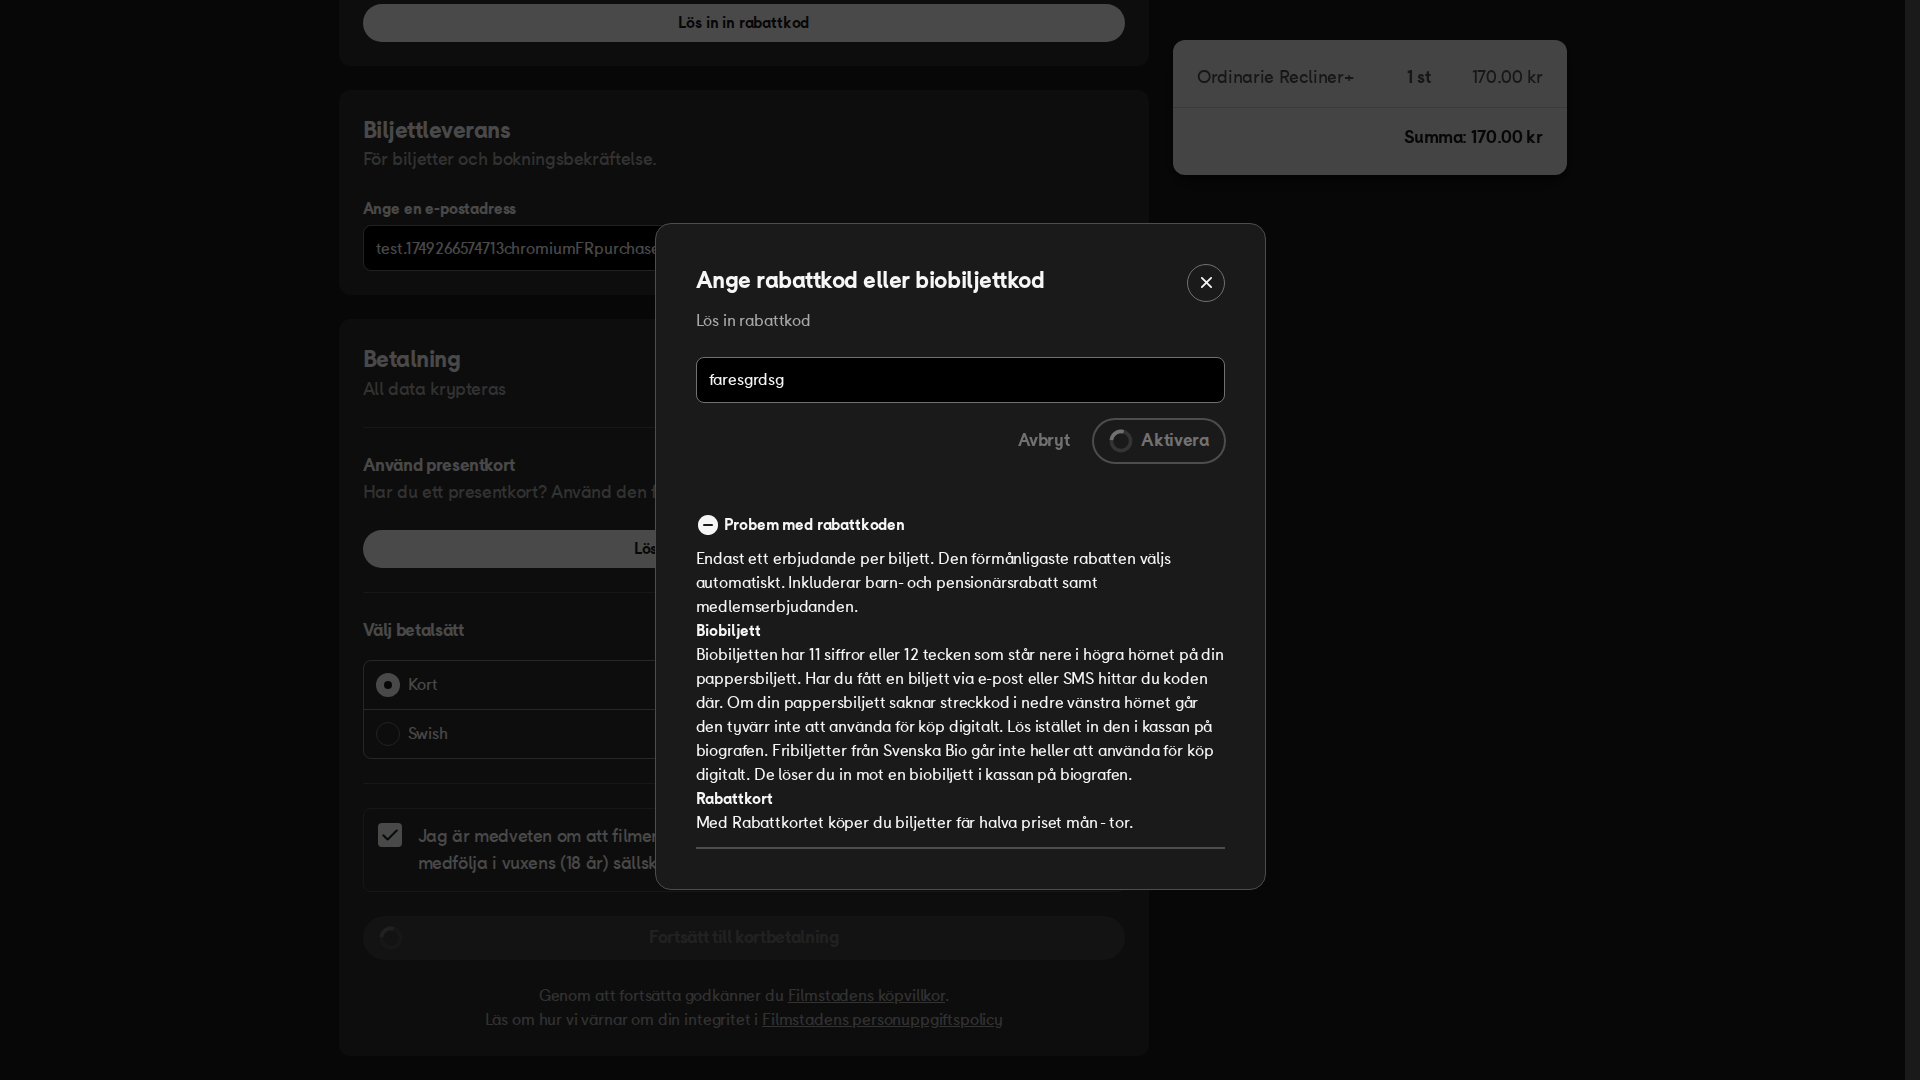 Lös in in rabattkod
Ordinarie Recliner+ 1 st 170.00 kr
Summa: 170.00 kr
Biljettleverans
För biljetter och bokningsbekräftelse.
Ange en e-postadress
test.1749266574713chromiumFRpurchase
Betalning
All data krypteras
Använd presentkort
Har du ett presentkort? Använd den
Lös
Välj betalsätt
Kort
Swish
Jag är medveten om att filmen
medfölja i vuxens (18 år) sällsk
Fortsätt till kortbetalning
Genom att fortsätta godkänner du Filmstadens köpvillkor.
Läs om hur vi värnar om din integritet i Filmstadens personuppgiftspolicy
Ange rabattkod eller biobiljettkod
Lös in rabattkod
faresgrdsg
Avbryt Aktivera
Probem med rabattkoden
Endast ett erbjudande per biljett. Den förmånligaste rabatten väljs
automatiskt. Inkluderar barn- och pensionärsrabatt samt
medlemserbjudanden.
Biobiljett
Biobiljetten har 11 siffror eller 12 tecken som står nere i högra hörnet på din
pappersbiljett. Har du fått en biljett via e-post eller SMS hittar du koden
där. Om din pappersbiljett saknar streckkod i nedre vänstra hörnet går
den tyvärr inte att använda för köp digitalt. Lös istället in den i kassan på
biografen. Fribiljetter från Svenska Bio går inte heller att använda för köp
digitalt. De löser du in mot en biobiljett i kassan på biografen.
Rabattkort
Med Rabattkortet köper du biljetter fär halva priset mån - tor.